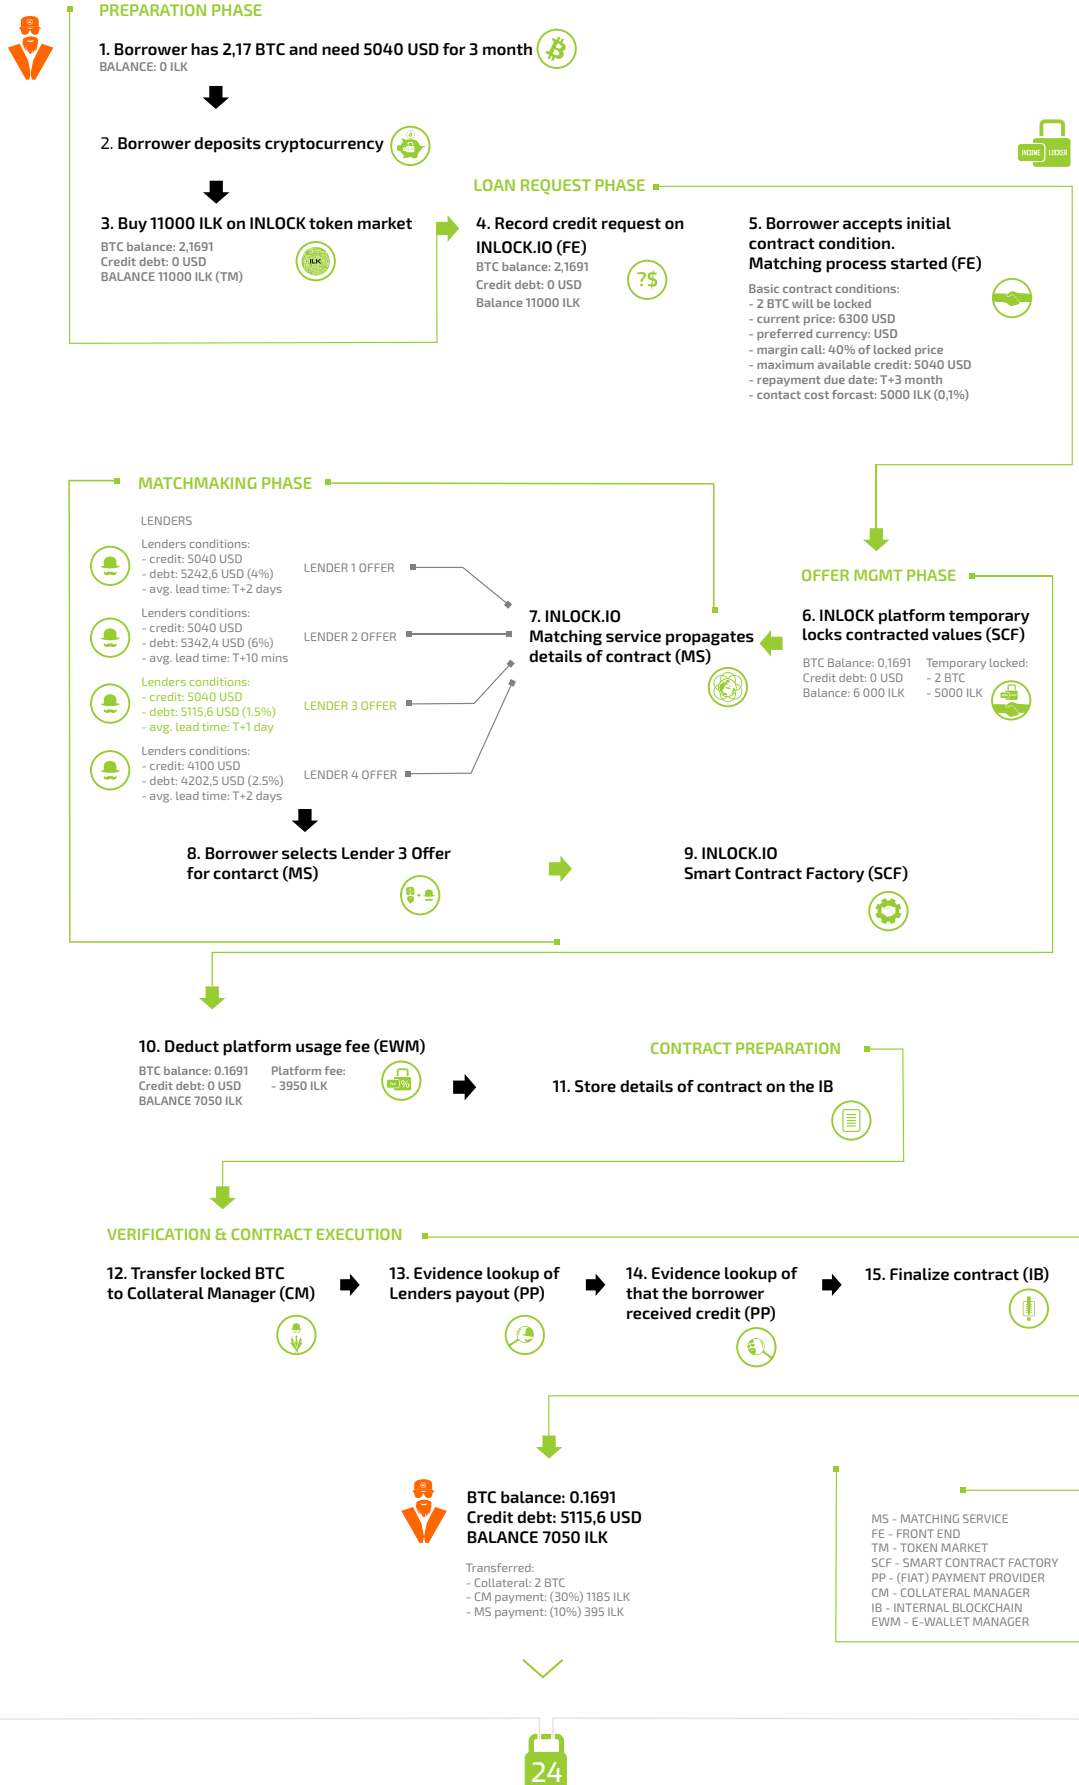 PREPARATION PHASE
1. Borrower has 2,17 BTC and need 5040 USD for 3 month
BALANCE: 0 ILK
2. Borrower deposits cryptocurrency
INCOME LOCKER
3. Buy 11000 ILK on INLOCK token market
BTC balance: 2,1691
Credit debt: 0 USD
BALANCE 11000 ILK (TM)
ILK
LOAN REQUEST PHASE
4. Record credit request on
INLOCK.IO (FE)
BTC balance: 2,1691
Credit debt: 0 USD
Balance 11000 ILK
?$
5. Borrower accepts initial
contract condition.
Matching process started (FE)
Basic contract conditions:
- 2 BTC will be locked
- current price: 6300 USD
- preferred currency: USD
- margin call: 40% of locked price
- maximum available credit: 5040 USD
- repayment due date: T+3 month
- contact cost forcast: 5000 ILK (0,1%)
MATCHMAKING PHASE
LENDERS
Lenders conditions:
- credit: 5040 USD
- debt: 5242,6 USD (4%)
- avg. lead time: T+2 days
LENDER 1 OFFER
Lenders conditions:
- credit: 5040 USD
- debt: 5342,4 USD (6%)
- avg. lead time: T+10 mins
LENDER 2 OFFER
Lenders conditions:
- credit: 5040 USD
- debt: 5115,6 USD (1.5%)
- avg. lead time: T+1 day
LENDER 3 OFFER
Lenders conditions:
- credit: 4100 USD
- debt: 4202,5 USD (2.5%)
- avg. lead time: T+2 days
LENDER 4 OFFER
7. INLOCK.IO
Matching service propagates
details of contract (MS)
OFFER MGMT PHASE
6. INLOCK platform temporary
locks contracted values (SCF)
BTC Balance: 0,1691
Credit debt: 0 USD
Balance: 6 000 ILK
Temporary locked:
- 2 BTC
- 5000 ILK
8. Borrower selects Lender 3 Offer
for contarct (MS)
9. INLOCK.IO
Smart Contract Factory (SCF)
10. Deduct platform usage fee (EWM)
BTC balance: 0.1691
Credit debt: 0 USD
BALANCE 7050 ILK
Platform fee:
- 3950 ILK
%
CONTRACT PREPARATION
11. Store details of contract on the IB
VERIFICATION & CONTRACT EXECUTION
12. Transfer locked BTC
to Collateral Manager (CM)
13. Evidence lookup of
Lenders payout (PP)
14. Evidence lookup of
that the borrower
received credit (PP)
15. Finalize contract (IB)
BTC balance: 0.1691
Credit debt: 5115,6 USD
BALANCE 7050 ILK
Transferred:
- Collateral: 2 BTC
- CM payment: (30%) 1185 ILK
- MS payment: (10%) 395 ILK
MS - MATCHING SERVICE
FE - FRONT END
TM - TOKEN MARKET
SCF - SMART CONTRACT FACTORY
PP - (FIAT) PAYMENT PROVIDER
CM - COLLATERAL MANAGER
IB - INTERNAL BLOCKCHAIN
EWM - E-WALLET MANAGER
24